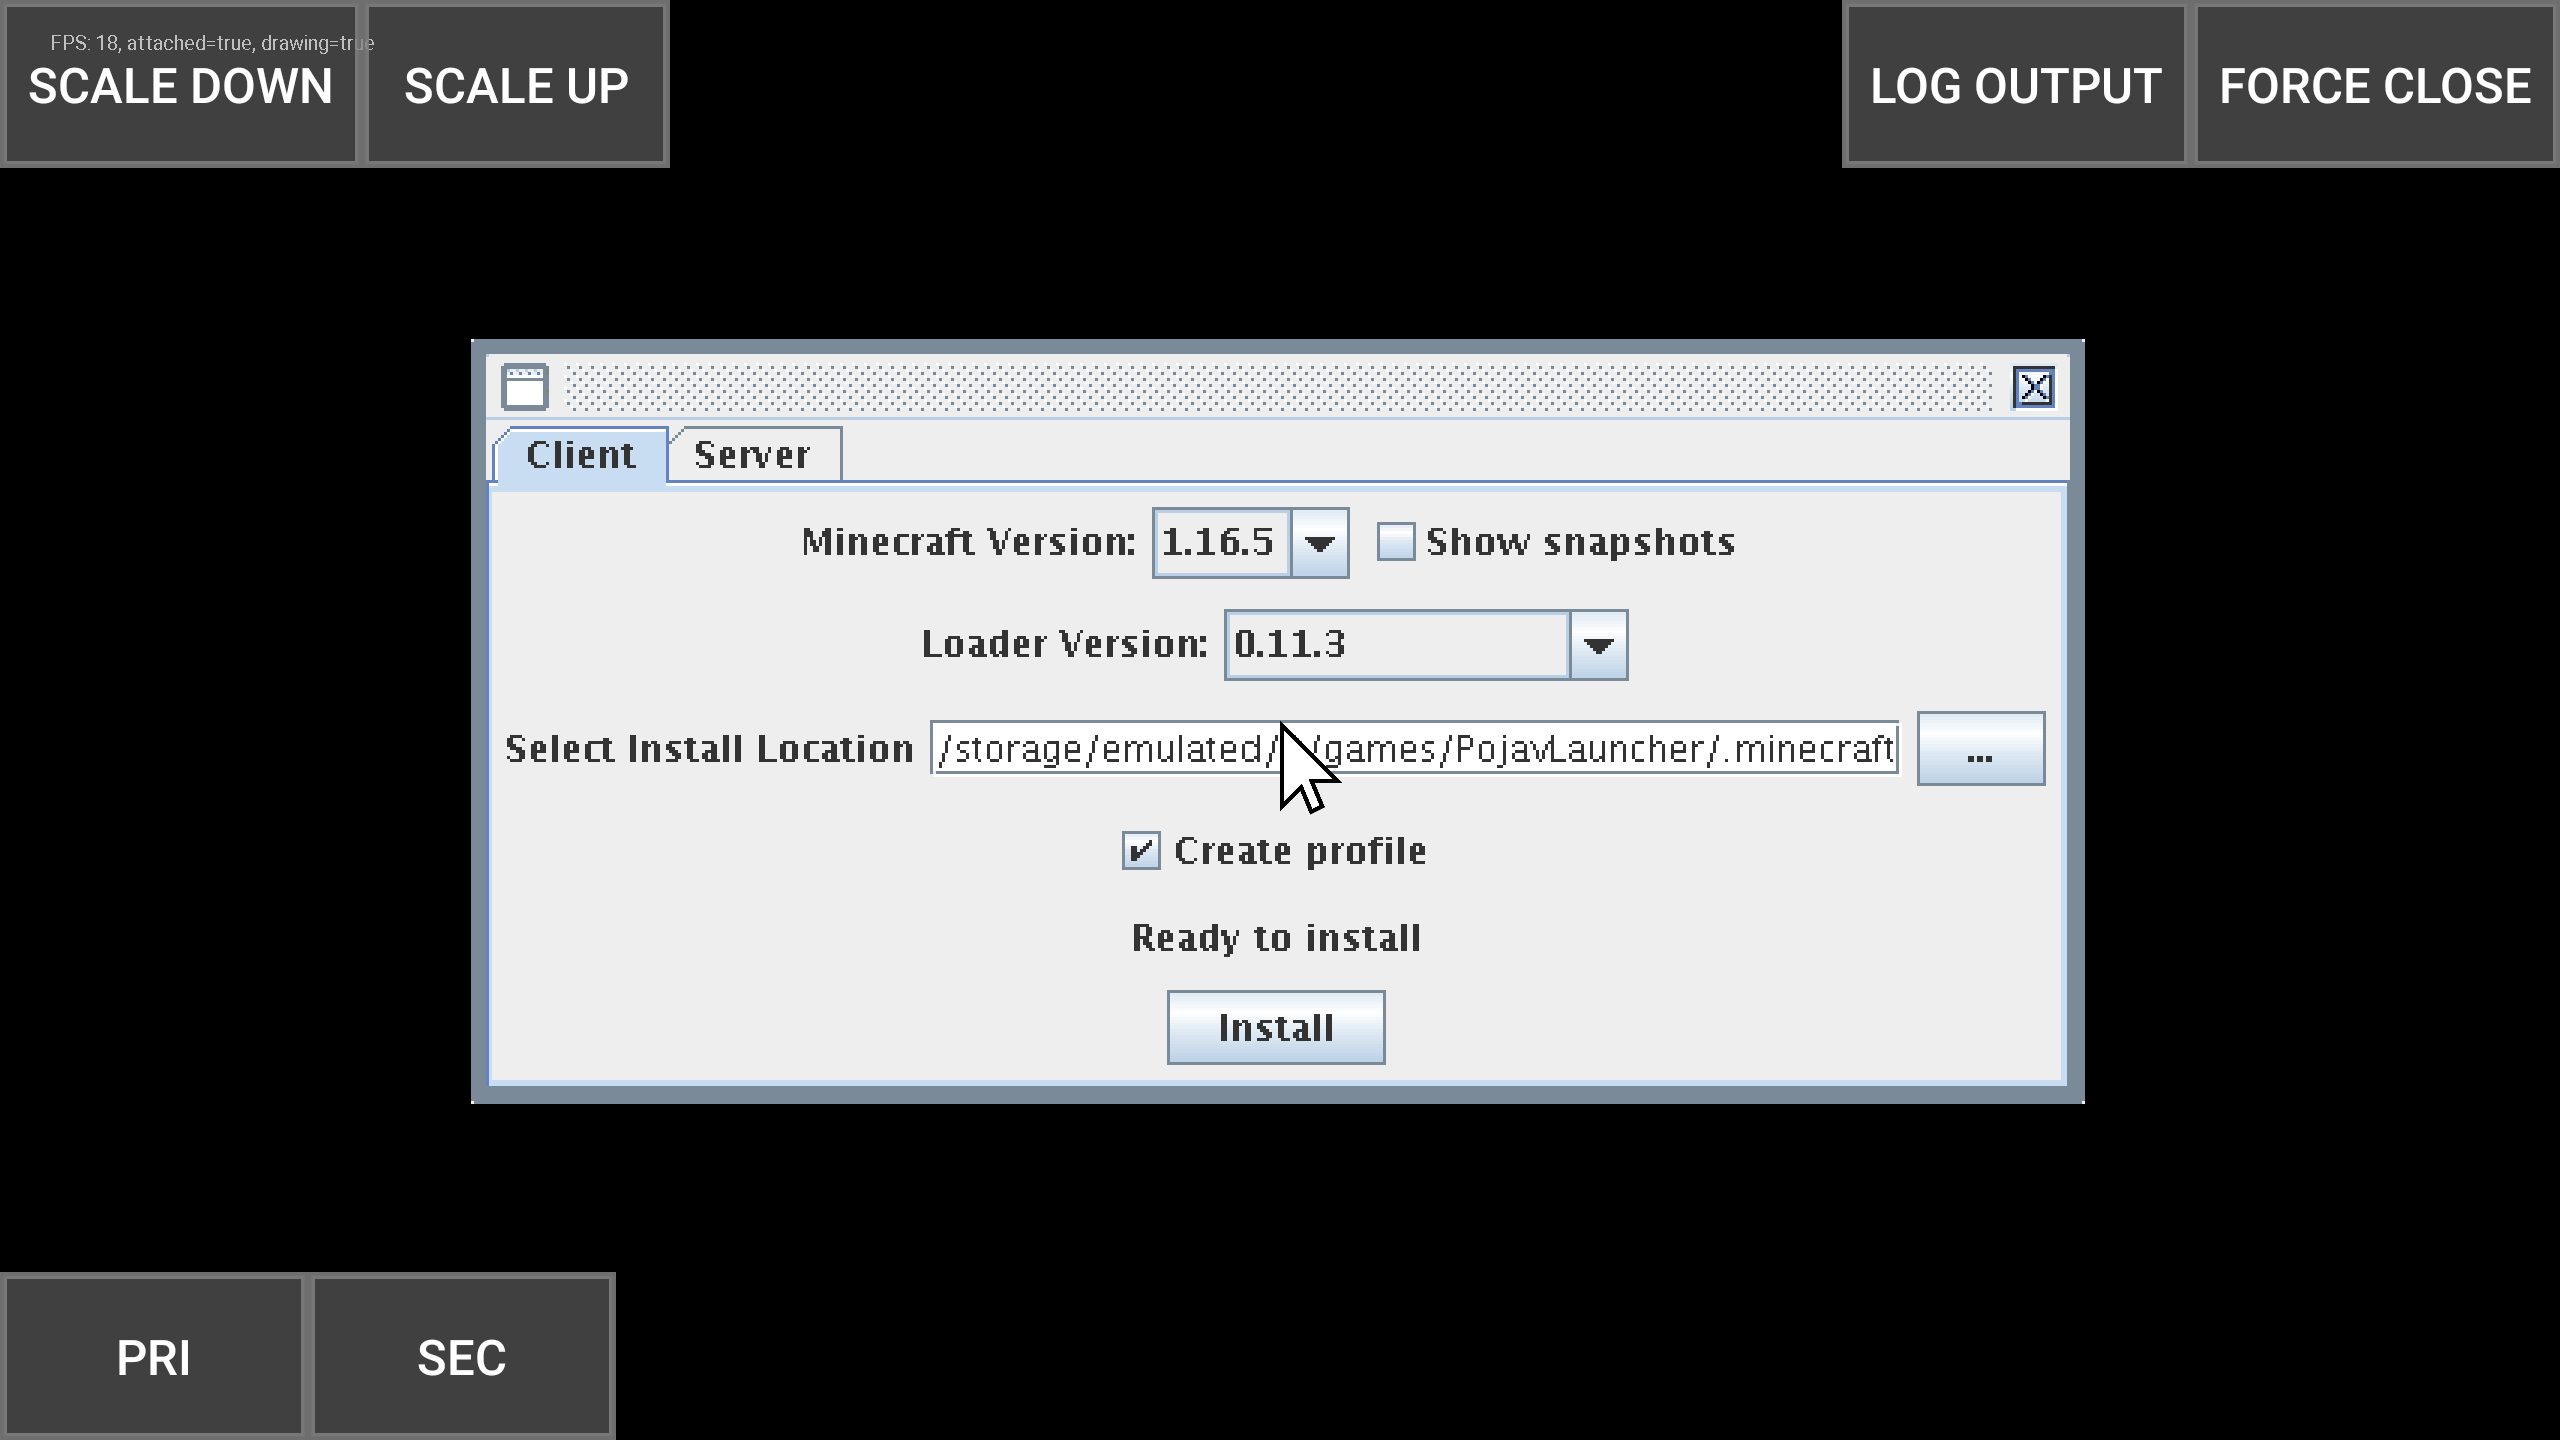 FPS: 18, attached=true, drawing=true
SCALE DOWN
SCALE UP
LOG OUTPUT
FORCE CLOSE
Client
Server
Minecraft Version: 1.16.5 Show snapshots
Loader Version: 0.11.3
Select Install Location /storage/emulated/ /games/PojavLauncher/.minecraft ...
Create profile
Ready to install
Install
PRI
SEC